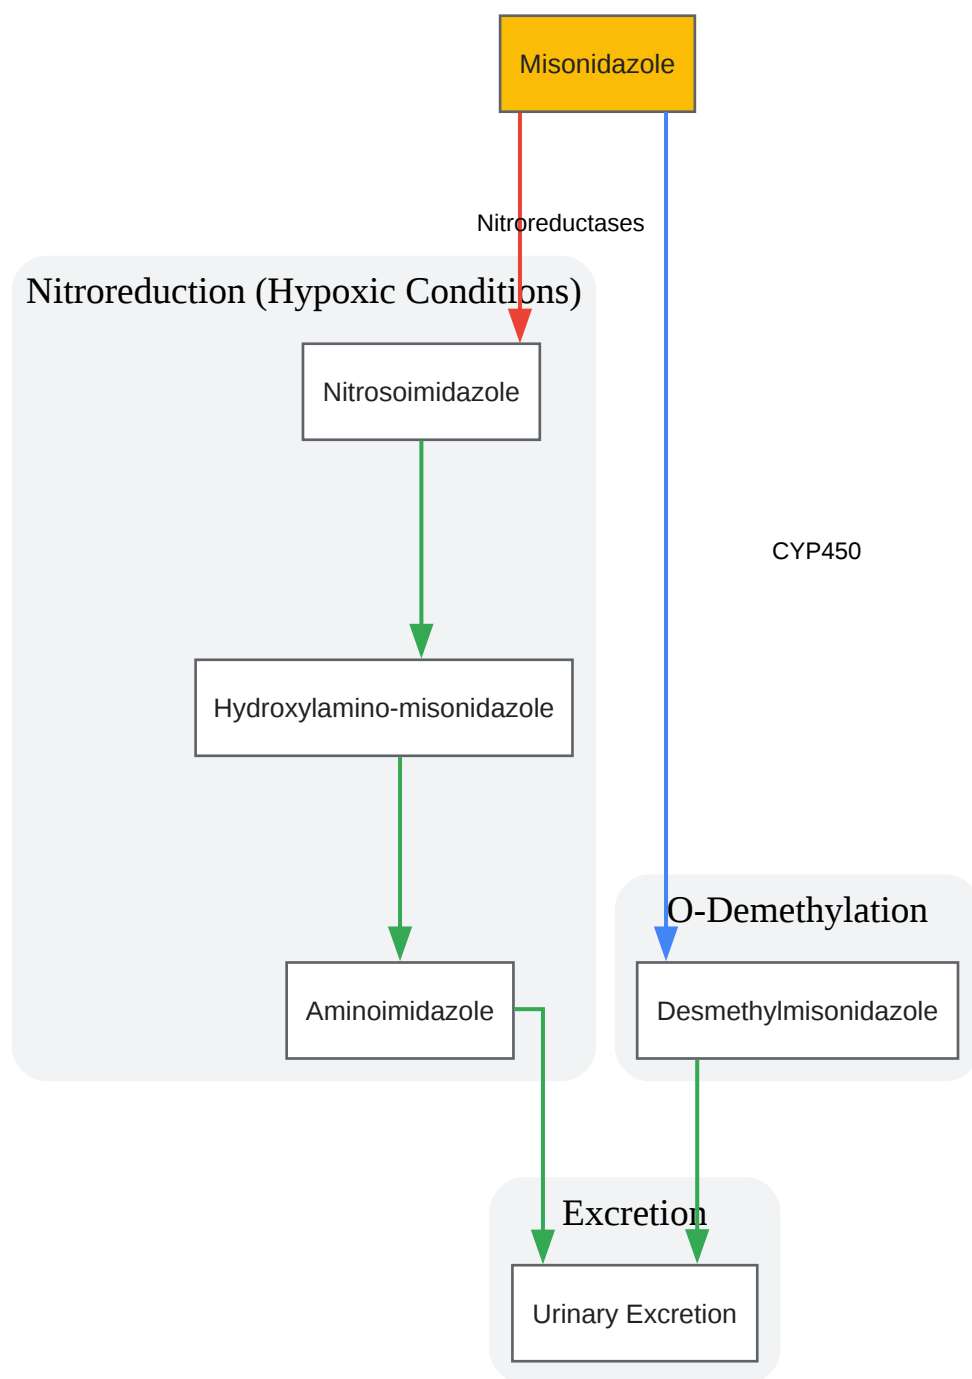 Misonidazole
Nitroreductases
Nitroreduction (Hypoxic Conditions)
Nitrosoimidazole
CYP450
Hydroxylamino-misonidazole
O-Demethylation
Aminoimidazole
Desmethylmisonidazole
Excretion
Urinary Excretion